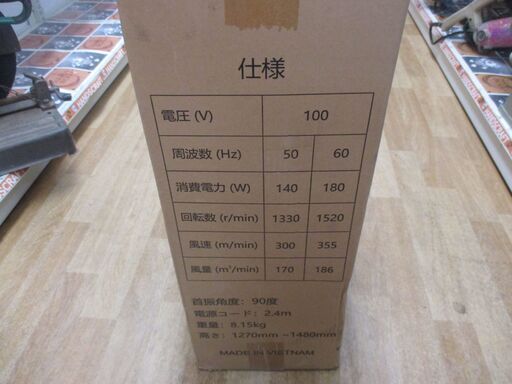 仕様
電圧 (V) 100
周波数 (Hz) 50 60
消費電力 (W) 140 180
回転数 (r/min) 1330 1520
風速 (m/min) 300 355
風量 (m³/min) 170 186
首振角度：90度
電源コード：2.4m
重量：8.15kg
高さ：1270mm ~1480mm
MADE IN VIETNAM